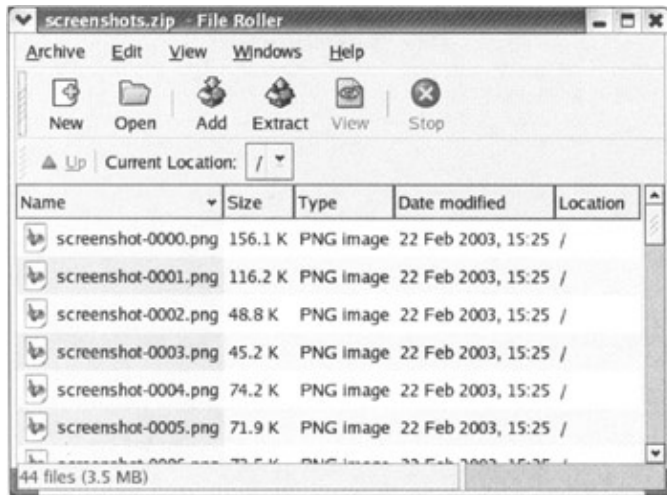 screenshots.zip - File Roller
Archive Edit View Windows Help
New Open Add Extract View Stop
Up Current Location: /
Name Size Type Date modified Location
screenshot-0000.png 156.1 K PNG image 22 Feb 2003, 15:25 /
screenshot-0001.png 116.2 K PNG image 22 Feb 2003, 15:25 /
screenshot-0002.png 48.8 K PNG image 22 Feb 2003, 15:25 /
screenshot-0003.png 45.2 K PNG image 22 Feb 2003, 15:25 /
screenshot-0004.png 74.2 K PNG image 22 Feb 2003, 15:25 /
screenshot-0005.png 71.9 K PNG image 22 Feb 2003, 15:25 /
44 files (3.5 MB)